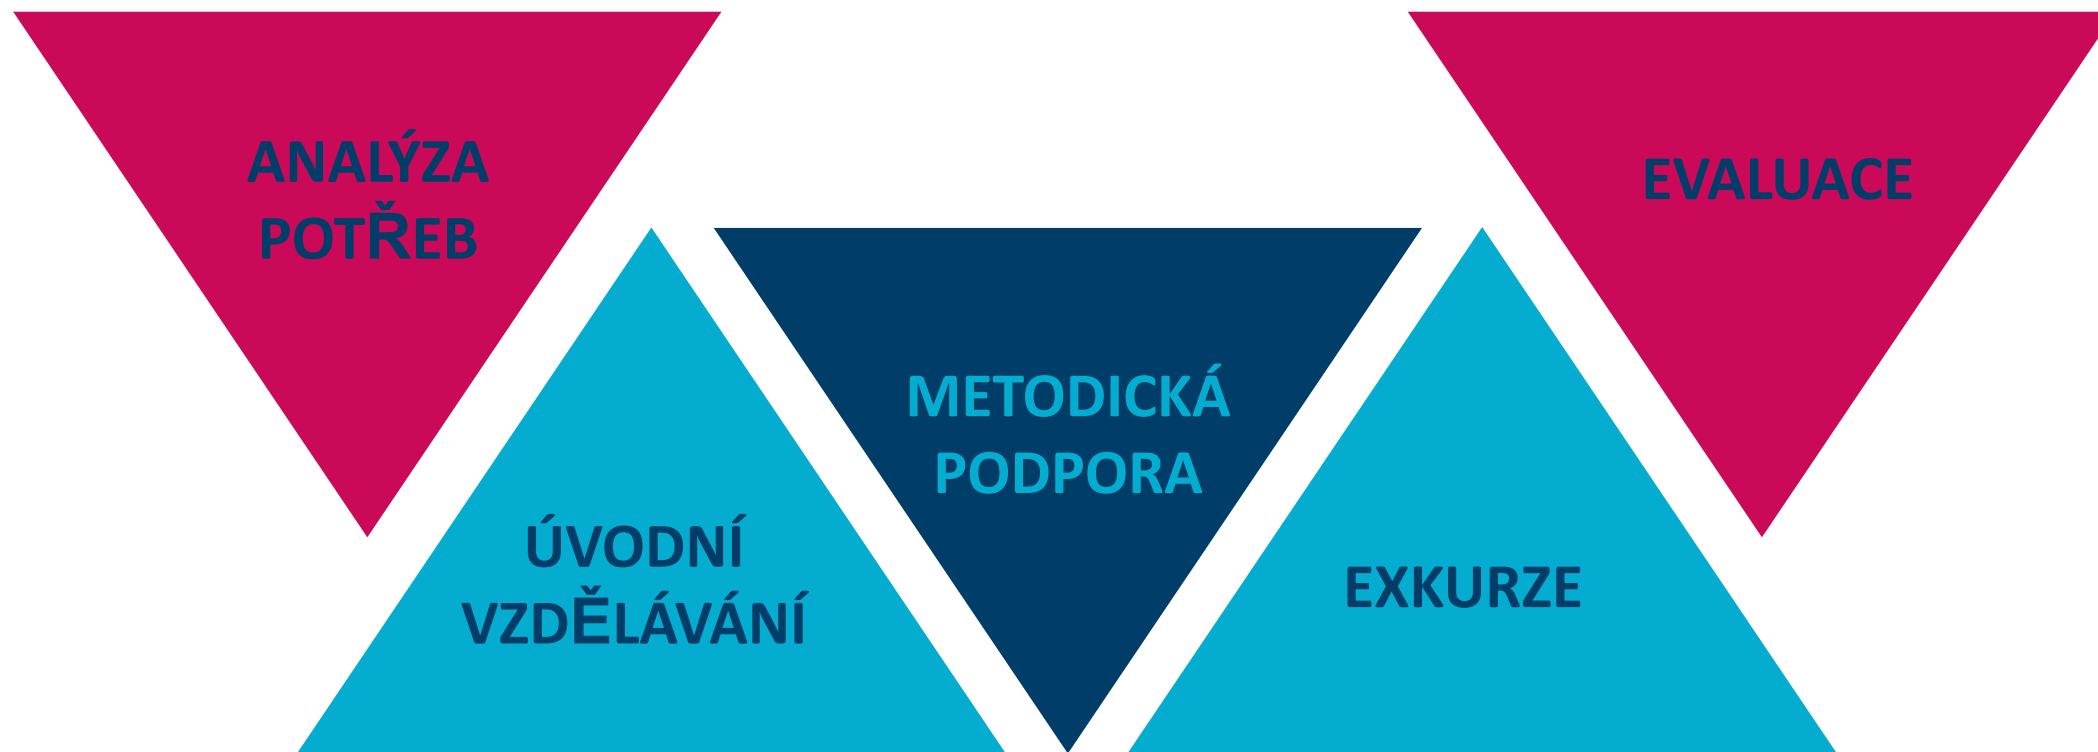 ANALÝZA
POTŘEB
ÚVODNÍ
VZDĚLÁVÁNÍ
METODICKÁ
PODPORA
EXKURZE
EVALUACE